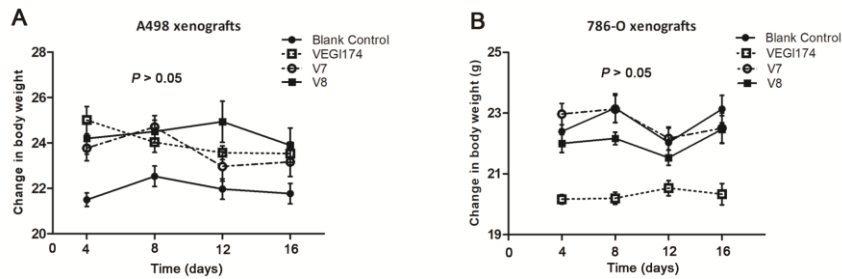 A
A498 xenografts
Blank Control
VEGI174
V7
V8
P > 0.05
Change in body weight
28
26
24
22
20
0
4
8
12
16
Time (days)
B
786-O xenografts
Blank Control
VEGI174
V7
V8
P > 0.05
Change in body weight (g)
25
23
21
19
0
4
8
12
16
Time (days)